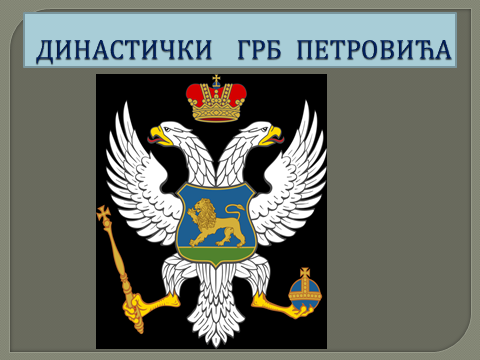 ДИНАСТИЧКИ ГРБ ПЕТРОВИЋА